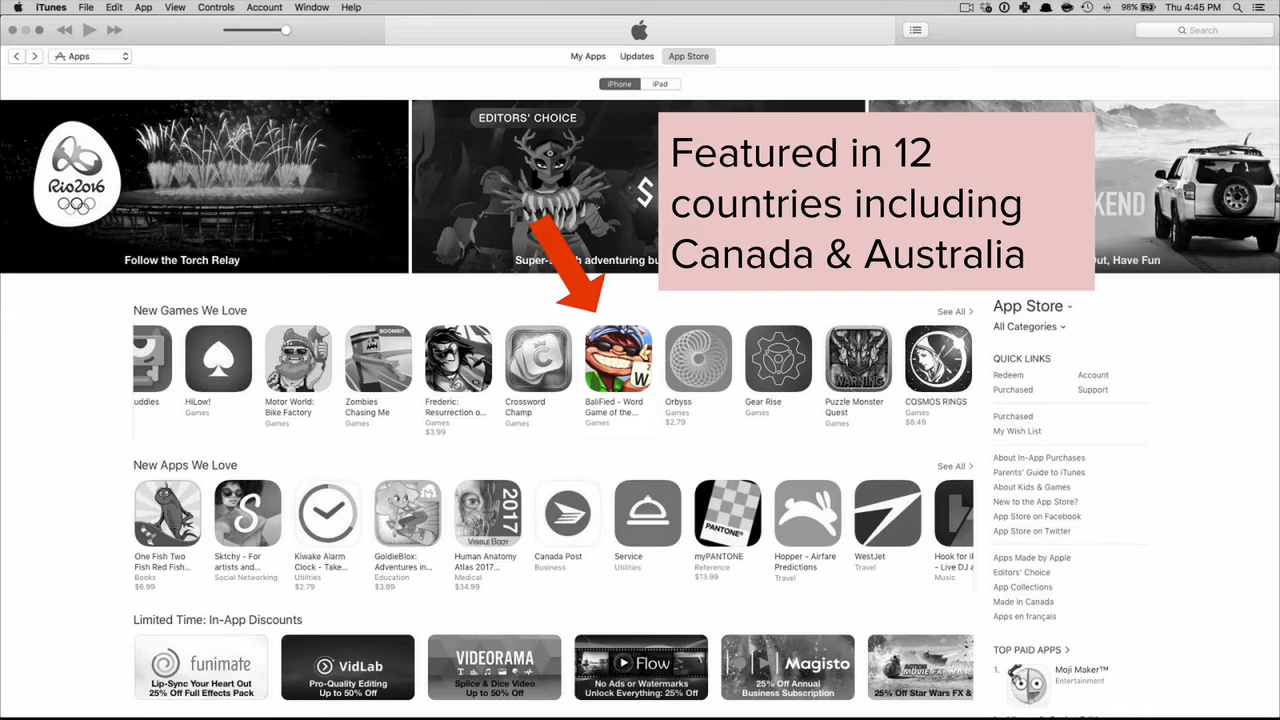 iTunes File Edit App View Controls Account Window Help
98% Thu 4:45 PM
Search
Apps
My Apps Updates App Store
iPhone iPad
Rio2016
Follow the Torch Relay
EDITORS' CHOICE
$
Featured in 12
countries including
Canada & Australia
New Games We Love
See All >
uddies
HiLow!
Games
Motor World:
Bike Factory
Games
Zombies
Chasing Me
Games
BOOMBIT
Frederic:
Resurrection o...
Games
$3.99
Crossword
Champ
Games
BaliFied - Word
Game of the...
Games
W
Orbyss
Games
$2.79
Gear Rise
Games
Puzzle Monster
Quest
Games
WARNING
COSMOS RINGS
Games
$8.49
New Apps We Love
See All >
One Fish Two
Fish Red Fish...
Books
$6.99
Sktchy - For
artists and...
Social Networking
Kiwake Alarm
Clock - Take...
Utilities
$2.79
GoldieBlox:
Adventures in...
Education
$3.99
2017
VISIBLE BODY
Human Anatomy
Atlas 2017...
Medical
$34.99
Canada Post
Business
Service
Utilities
PANTONE
myPANTONE
Reference
$13.99
Hopper - Airfare
Predictions
Travel
WestJet
Travel
Hook for iP
- Live DJ a
Music
Limited Time: In-App Discounts
funimate
Lip-Sync Your Heart Out
25% Off Full Effects Pack
VidLab
Pro-Quality Editing
Up to 50% Off
VIDEORAMA
Splice & Dice Video
Up to 50% Off
Flow
No Ads or Watermarks
Unlock Everything: 25% Off
Magisto
25% Off Annual
Business Subscription
25% Off Star Wars FX &
App Store
All Categories
QUICK LINKS
Redeem Account
Purchased Support
Purchased
My Wish List
About In-App Purchases
Parents' Guide to iTunes
About Kids & Games
New to the App Store?
App Store on Facebook
App Store on Twitter
Apps Made by Apple
Editors' Choice
App Collections
Made in Canada
Apps en français
TOP PAID APPS >
1. Moji Maker™
Entertainment